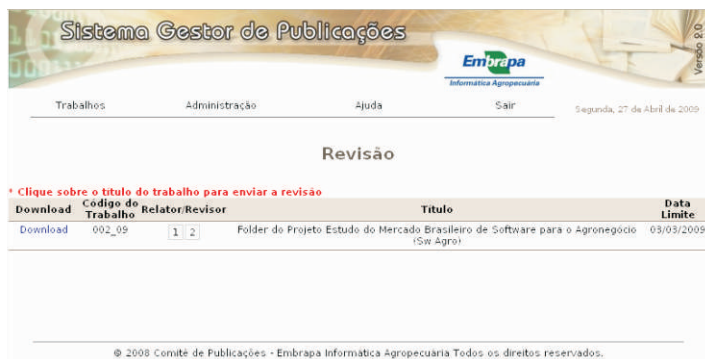 Sistema Gestor de Publicações
Versão 2.0
Embrapa
Informática Agropecuária
Trabalhos Administração Ajuda Sair Segunda, 27 de Abril de 2009
Revisão
* Clique sobre o título do trabalho para enviar a revisão
Download Código do Trabalho Relator/Revisor Título Data Limite
Download 002_09 1 2 Folder do Projeto Estudo do Mercado Brasileiro de Software para o Agronegócio 03/03/2009
(Sw Agro)
© 2008 Comitê de Publicações - Embrapa Informática Agropecuária Todos os direitos reservados.